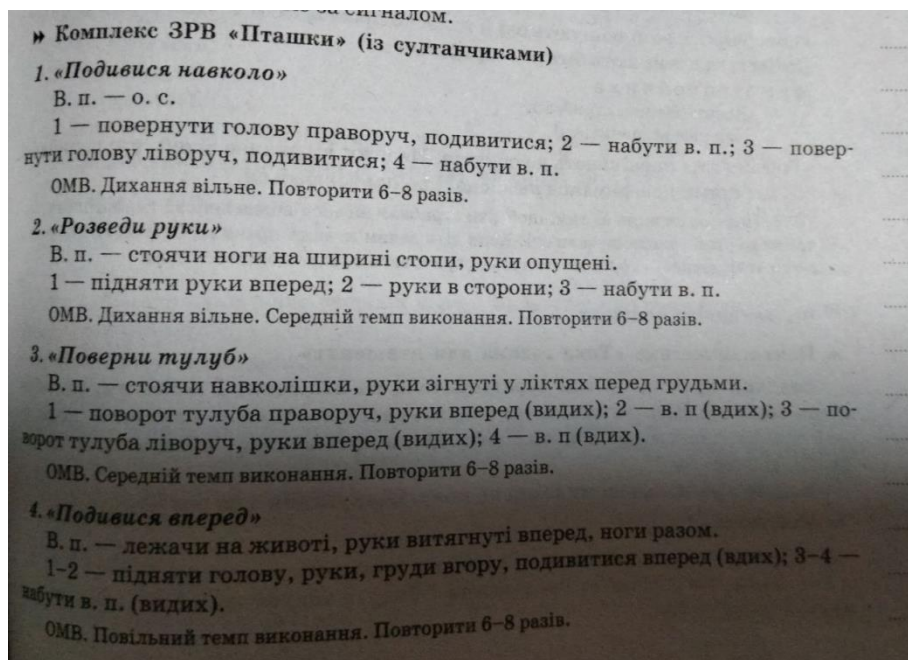 за сигналом.
» Комплекс ЗРВ «Пташки» (із султанчиками)
1. «Подивися навколо»
В. п. — о. с.
1 — повернути голову праворуч, подивитися; 2 — набути в. п.; 3 — повер-
нути голову ліворуч, подивитися; 4 — набути в. п.
ОМВ. Дихання вільне. Повторити 6–8 разів.
2. «Розведи руки»
В. п. — стоячи ноги на ширині стопи, руки опущені.
1 — підняти руки вперед; 2 — руки в сторони; 3 — набути в. п.
ОМВ. Дихання вільне. Середній темп виконання. Повторити 6–8 разів.
3. «Поверни тулуб»
В. п. — стоячи навколішки, руки зігнуті у ліктях перед грудьми.
1 — поворот тулуба праворуч, руки вперед (видих); 2 — в. п (вдих); 3 — по-
ворот тулуба ліворуч, руки вперед (видих); 4 — в. п (вдих).
ОМВ. Середній темп виконання. Повторити 6–8 разів.
4. «Подивися вперед»
В. п. — лежачи на животі, руки витягнуті вперед, ноги разом.
1–2 — підняти голову, руки, груди вгору, подивитися вперед (вдих); 3–4 —
набути в. п. (видих).
ОМВ. Повільний темп виконання. Повторити 6–8 разів.